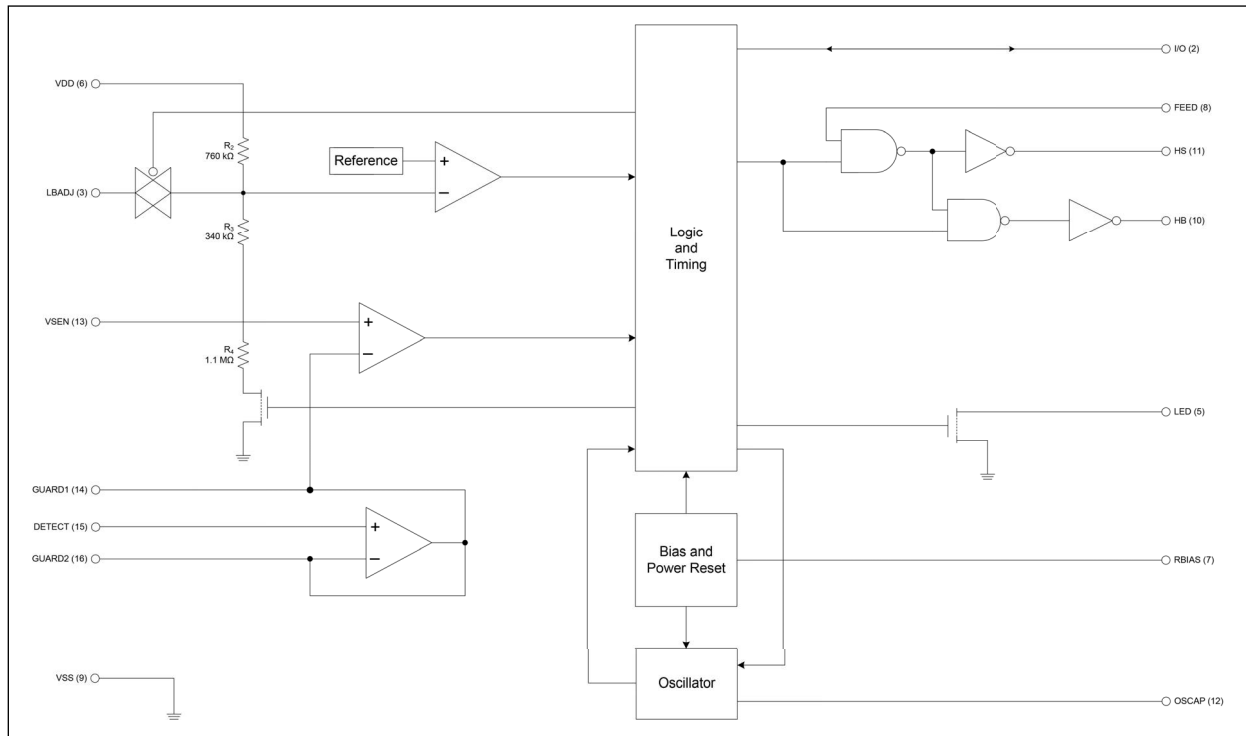 I/O (2)
VDD (6)
FEED (8)
R2
760 kΩ
Reference
+
−
HS (11)
LBADJ (3)
HB (10)
R3
340 kΩ
Logic
and
Timing
VSEN (13)
+
−
R4
1.1 MΩ
LED (5)
GUARD1 (14)
DETECT (15)
+
−
GUARD2 (16)
Bias and
Power Reset
RBIAS (7)
VSS (9)
Oscillator
OSCAP (12)